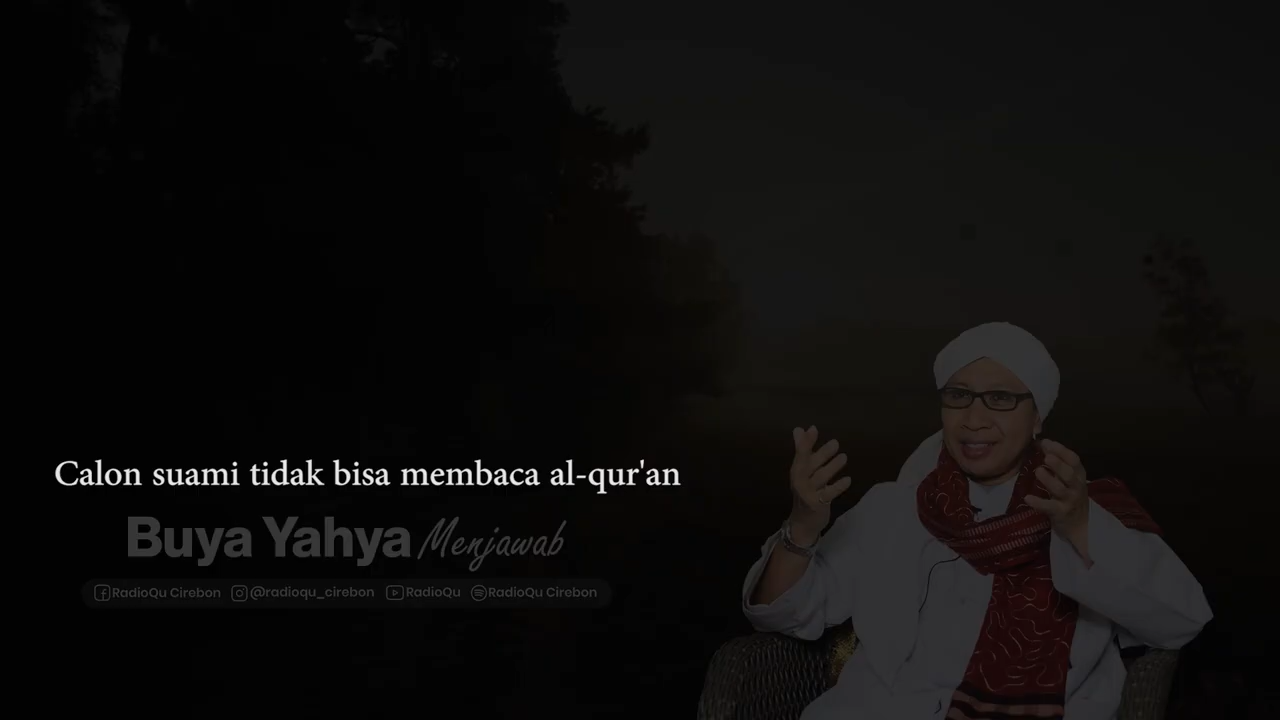 Calon suami tidak bisa membaca al-qur'an
Buya Yahya Menjawab
RadioQu Cirebon @radioqu_cirebon RadioQu RadioQu Cirebon